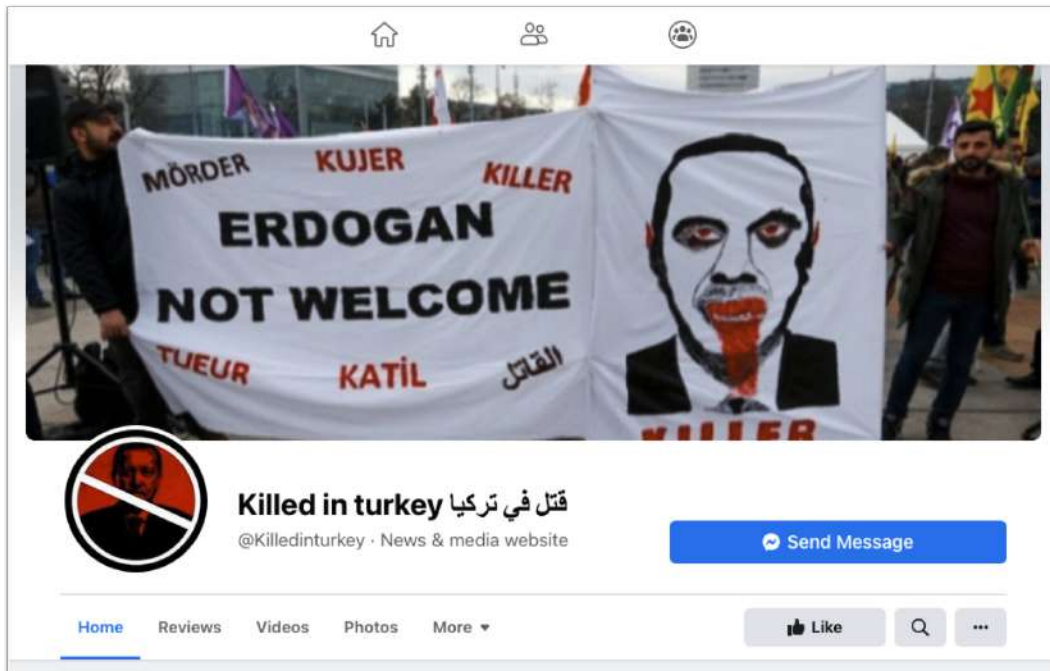 MÖRDER KUJER KILLER
ERDOGAN
NOT WELCOME
TUEUR KATİL القاتل
KILLER
Killed in turkey قتل في تركيا
@Killedinturkey · News & media website
Send Message
Home Reviews Videos Photos More
Like